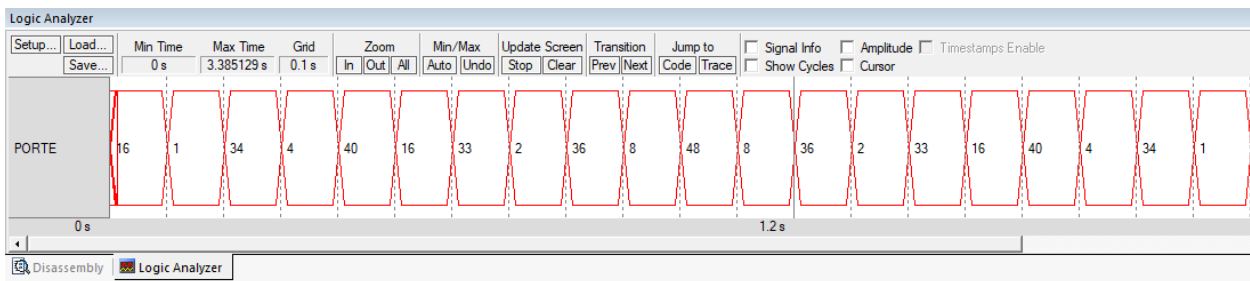 Logic Analyzer
Setup... Load... Min Time Max Time Grid Zoom Min/Max Update Screen Transition Jump to Signal Info Amplitude Timestamps Enable
Save... 0 s 3.385129 s 0.1 s In Out All Auto Undo Stop Clear Prev Next Code Trace Show Cycles Cursor
PORTE 16 1 34 4 40 16 33 2 36 8 48 8 36 2 33 16 40 4 34 1
0 s 1.2 s
Disassembly Logic Analyzer